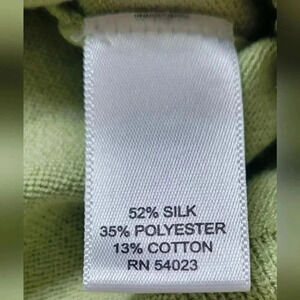 52% SILK
35% POLYESTER
13% COTTON
RN 54023